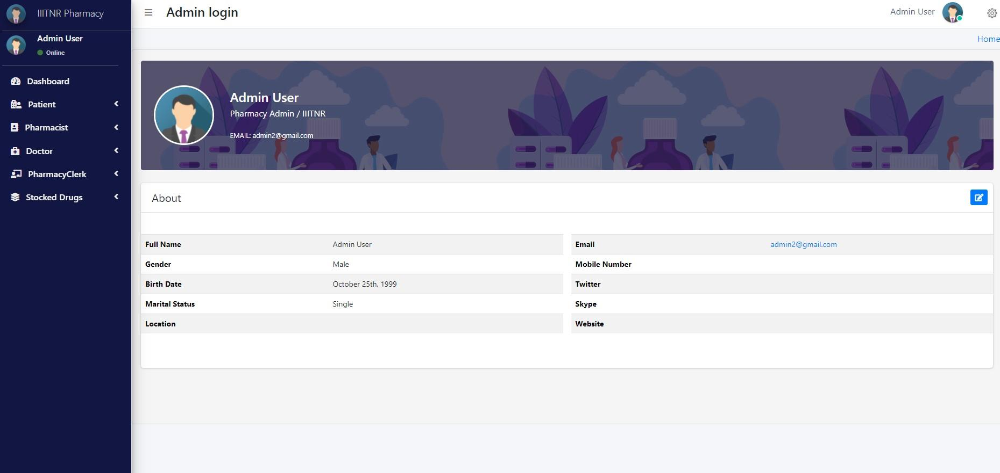 IIITNR Pharmacy
Admin login
Admin User
Admin User
Online
Home
Dashboard
Patient
Pharmacist
Doctor
PharmacyClerk
Stocked Drugs
Admin User
Pharmacy Admin / IIITNR
EMAIL: admin2@gmail.com
About
Full Name Admin User Email admin2@gmail.com
Gender Male Mobile Number
Birth Date October 25th, 1999 Twitter
Marital Status Single Skype
Location Website